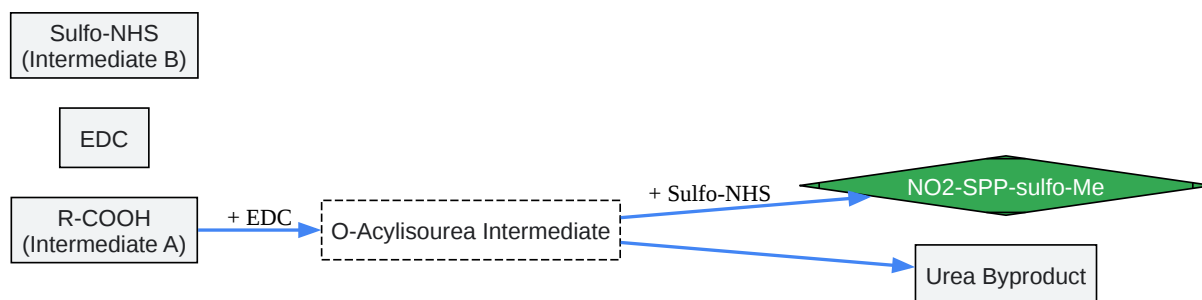 Sulfo-NHS
(Intermediate B)
EDC
R-COOH
(Intermediate A)
+ EDC
O-Acylisourea Intermediate
+ Sulfo-NHS
NO2-SPP-sulfo-Me
Urea Byproduct